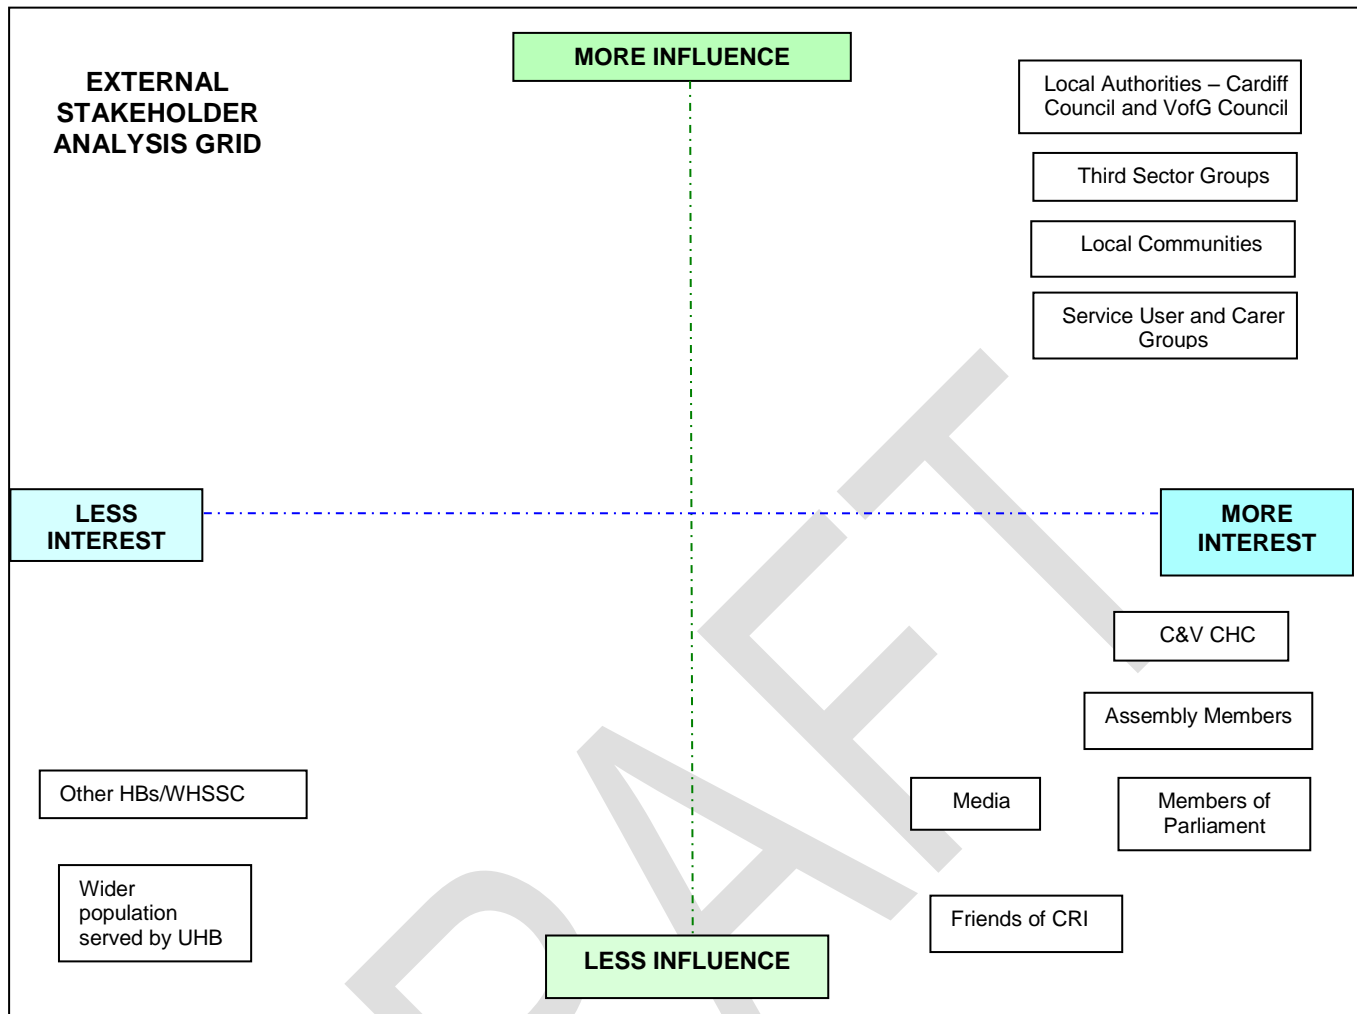 MORE INFLUENCE
EXTERNAL
STAKEHOLDER
ANALYSIS GRID
Local Authorities – Cardiff
Council and VofG Council
Third Sector Groups
Local Communities
Service User and Carer
Groups
LESS
INTEREST
MORE
INTEREST
C&V CHC
Assembly Members
Other HBs/WHSSC
Media
Members of
Parliament
Wider
population
served by UHB
Friends of CRI
LESS INFLUENCE
DRAFT